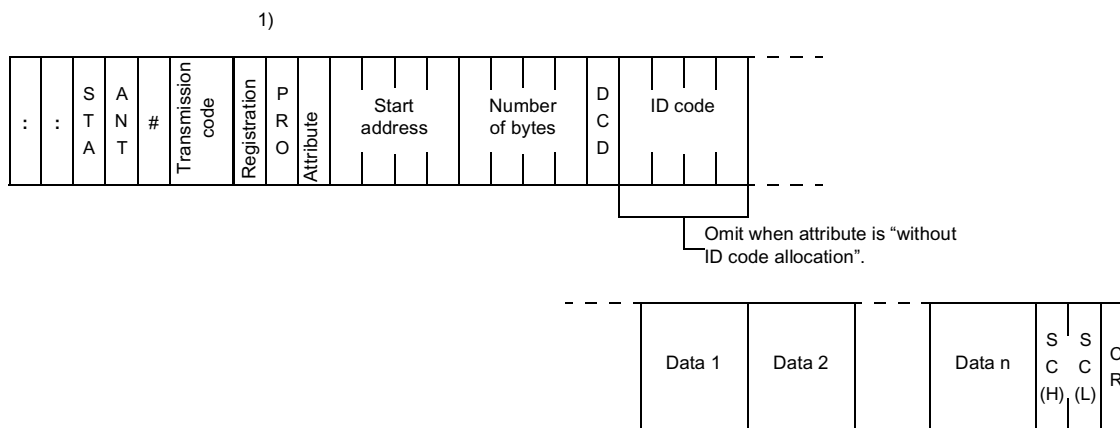 1)
:
:
S
T
A
A
N
T
#
Transmission
code
Registration
P
R
O
Attribute
Start
address
Number
of bytes
D
C
D
ID code
Omit when attribute is “without
ID code allocation”.
Data 1
Data 2
Data n
S
C
(H)
S
C
(L)
C
R